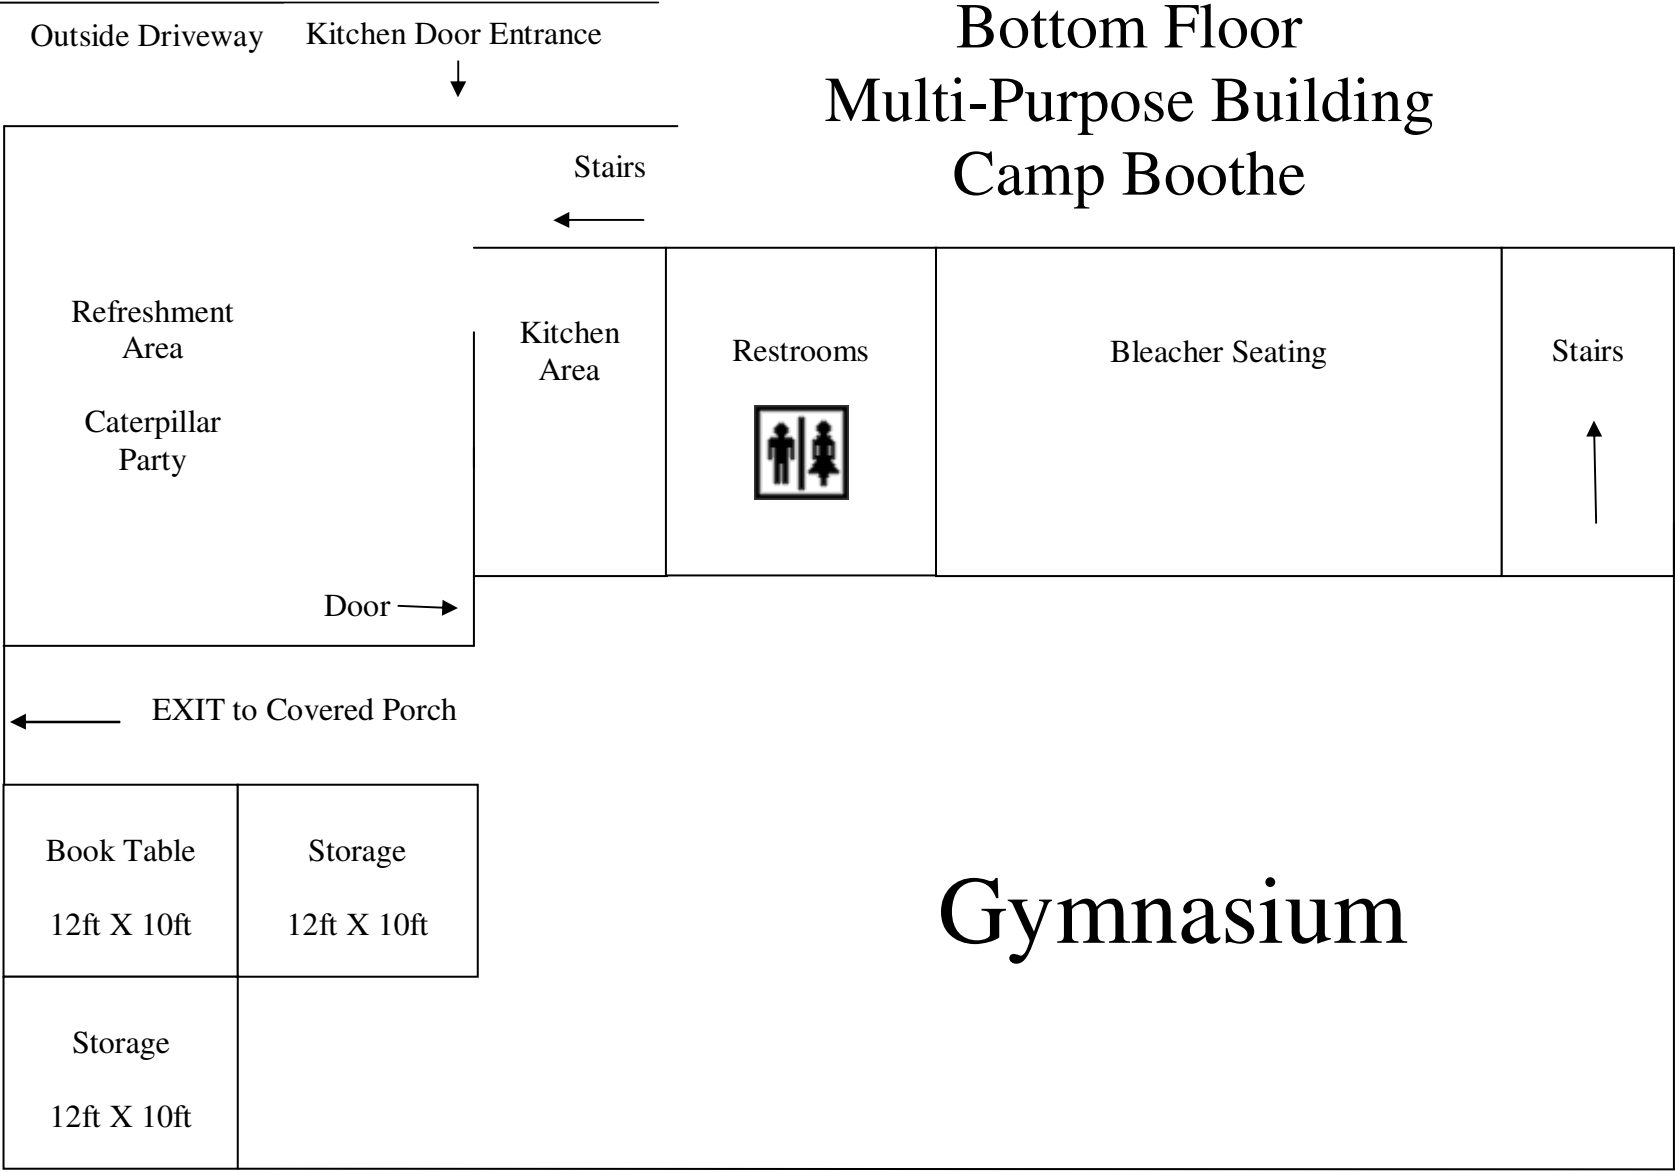 Bottom Floor
Multi-Purpose Building
Camp Boothe
Outside Driveway
Kitchen Door Entrance
Stairs
Refreshment
Area
Caterpillar
Party
Kitchen
Area
Restrooms
Bleacher Seating
Stairs
Door
EXIT to Covered Porch
Book Table
12ft X 10ft
Storage
12ft X 10ft
Gymnasium
Storage
12ft X 10ft